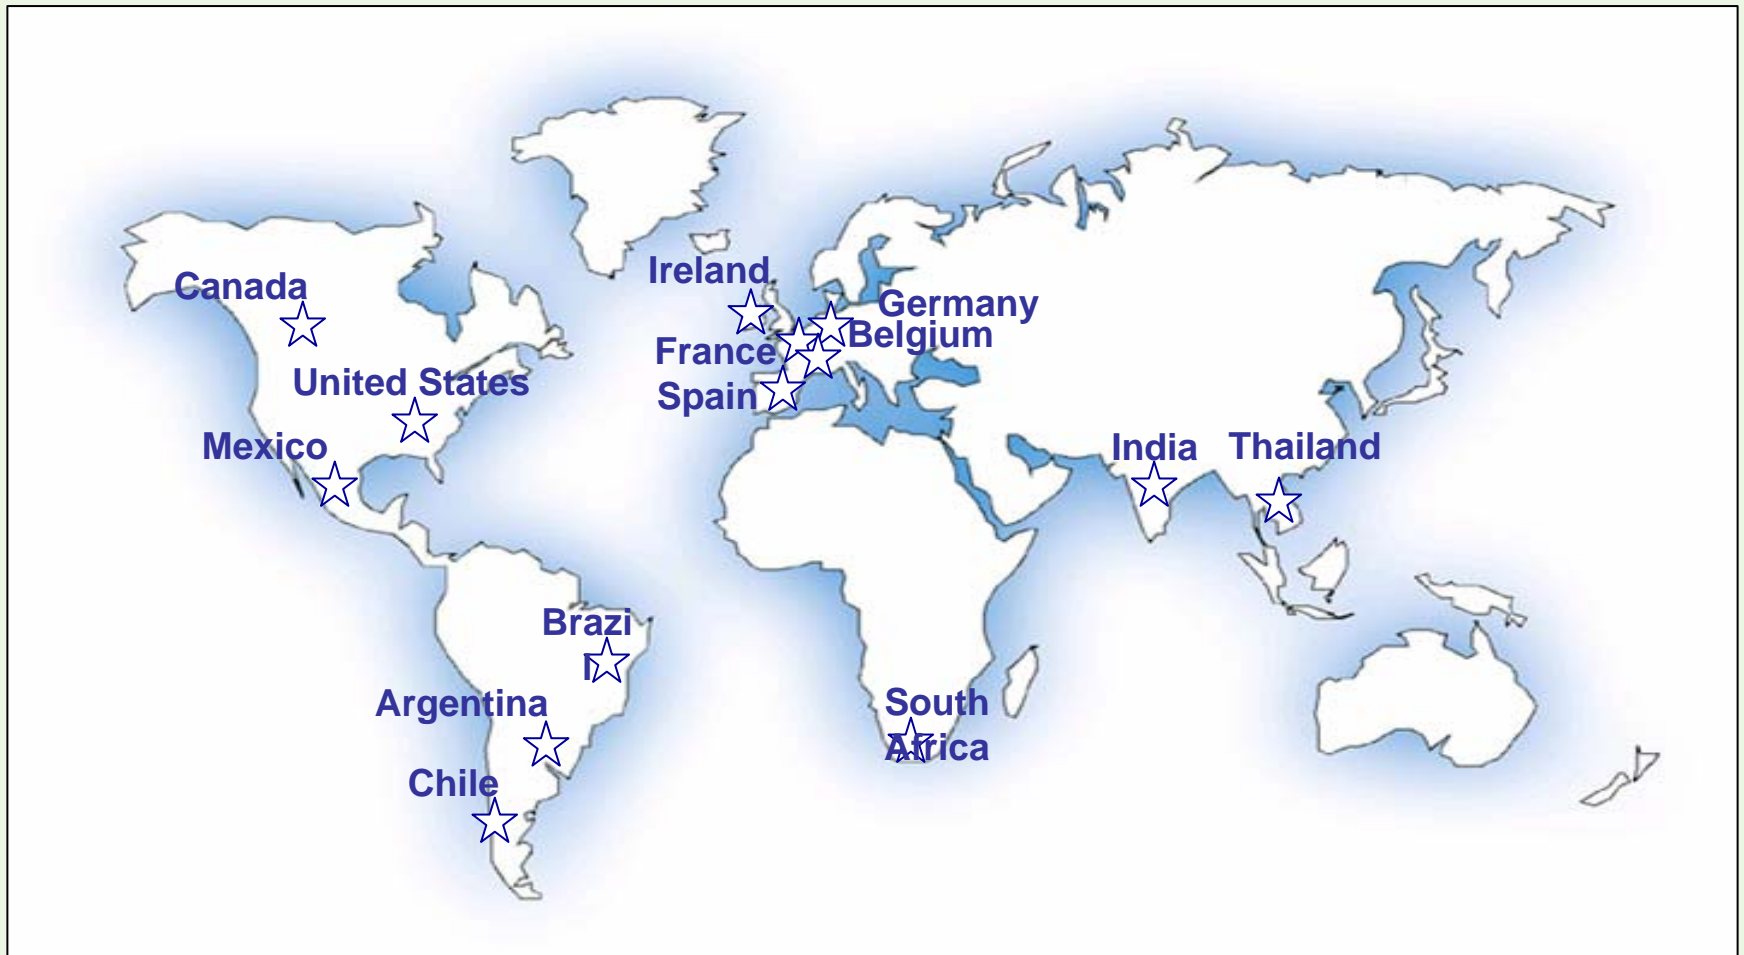 Canada
United States
Mexico
Ireland
Germany
Belgium
France
Spain
India
Thailand
Brazi
l
Argentina
Chile
South
Africa